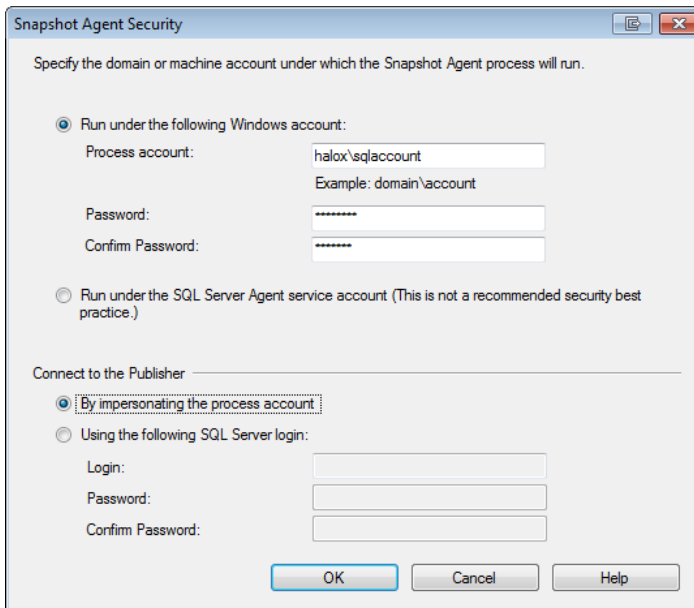 Snapshot Agent Security
Specify the domain or machine account under which the Snapshot Agent process will run.
Run under the following Windows account:
Process account:
halox\sqlaccount
Example: domain\account
Password:
********
Confirm Password:
*******
Run under the SQL Server Agent service account (This is not a recommended security best
practice.)
Connect to the Publisher
By impersonating the process account
Using the following SQL Server login:
Login:
Password:
Confirm Password:
OK
Cancel
Help